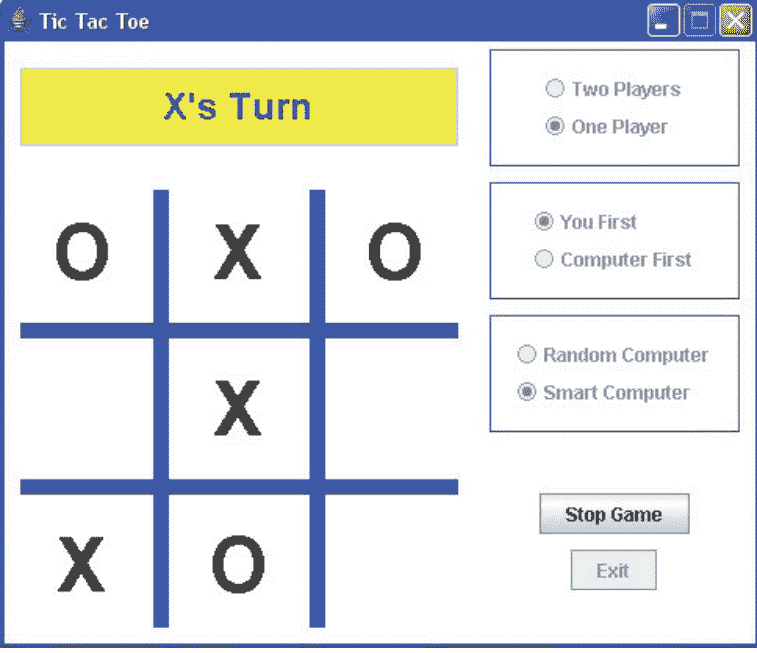 Tic Tac Toe
X's Turn
Two Players
One Player
You First
Computer First
Random Computer
Smart Computer
O X O
X
X O
Stop Game
Exit